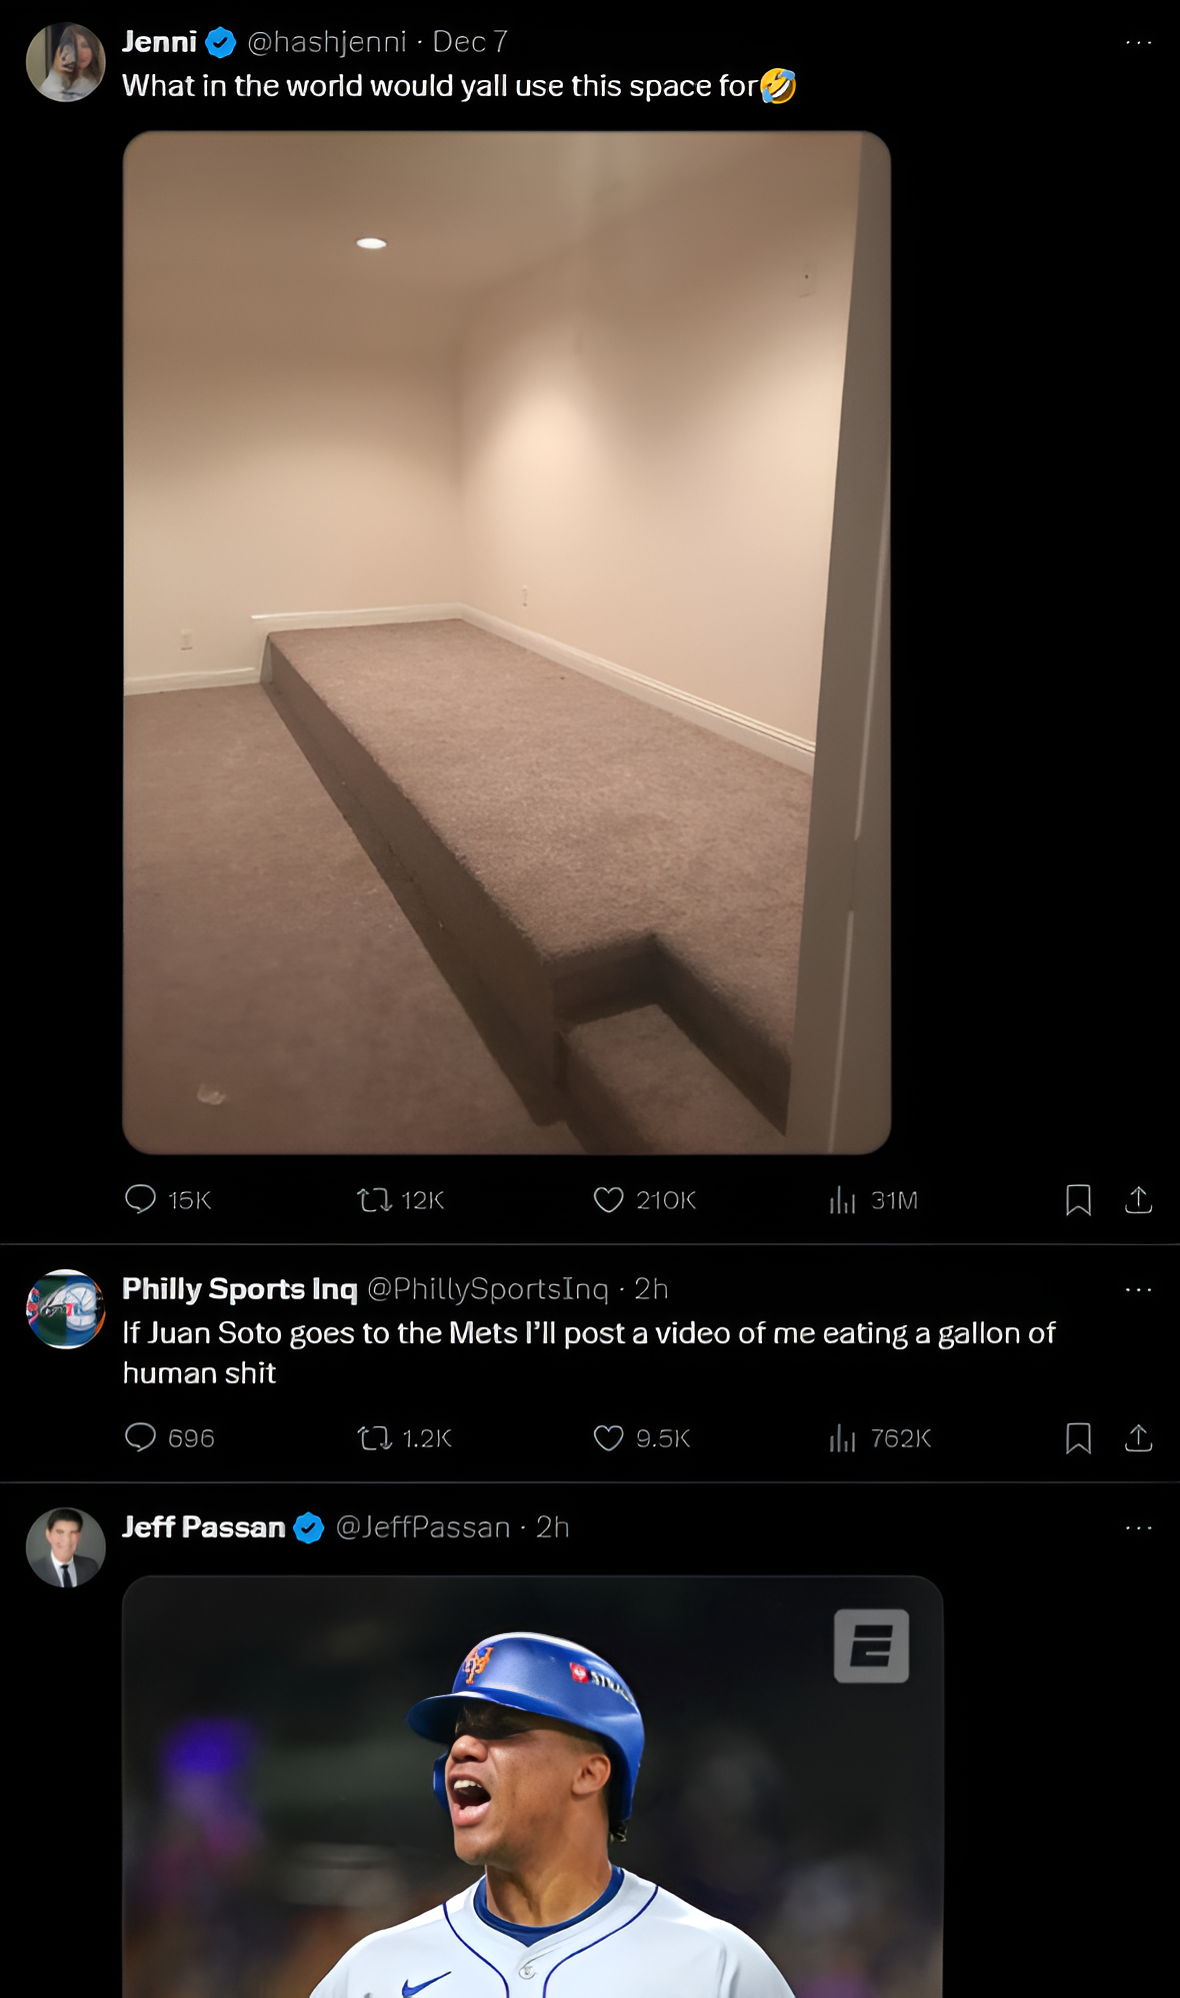 Jenni @hashjenni · Dec 7
What in the world would yall use this space for🤣
15K 12K 210K 31M
Philly Sports Inq @PhillySportsInq · 2h
If Juan Soto goes to the Mets I'll post a video of me eating a gallon of
human shit
696 1.2K 9.5K 762K
Jeff Passan @JeffPassan · 2h
E
NY